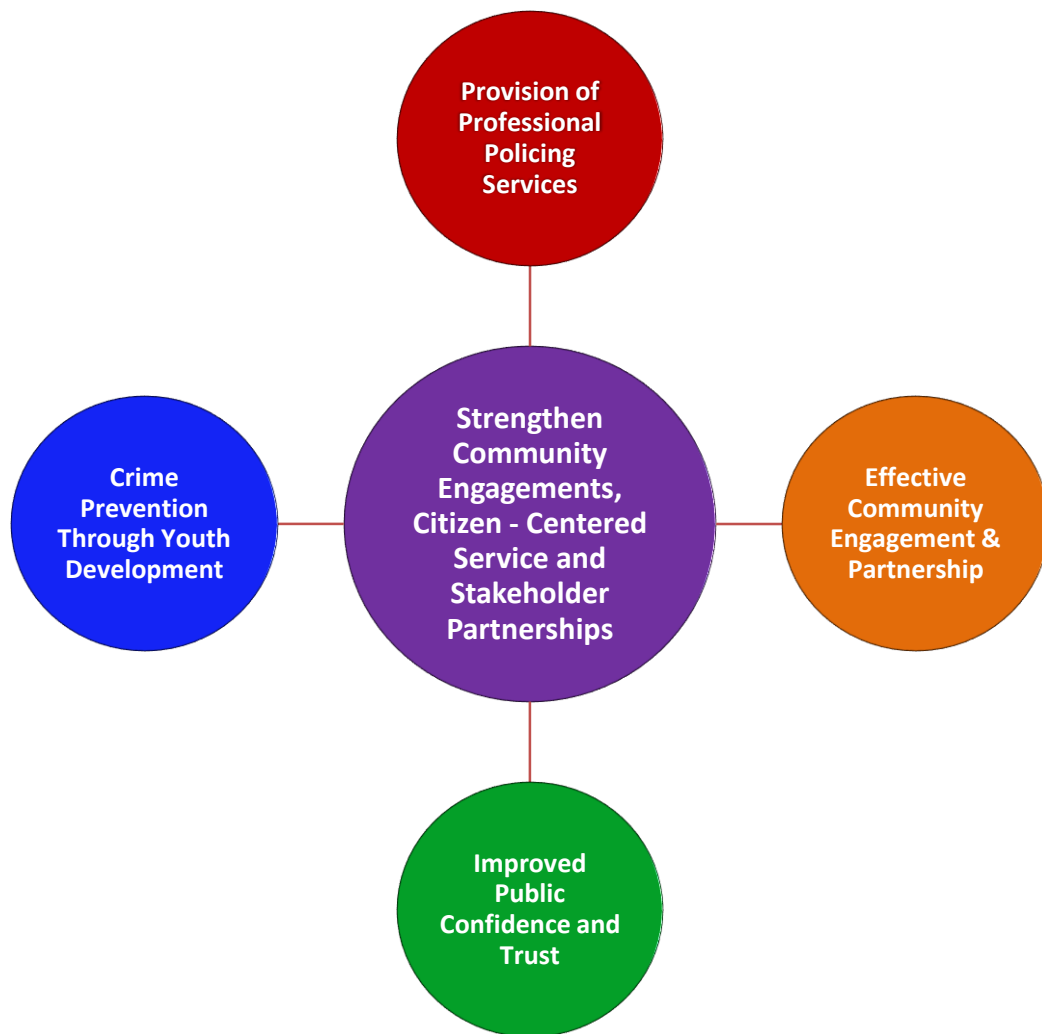 Provision of
Professional
Policing
Services
Crime
Prevention
Through Youth
Development
Strengthen
Community
Engagements,
Citizen - Centered
Service and
Stakeholder
Partnerships
Effective
Community
Engagement &
Partnership
Improved
Public
Confidence and
Trust